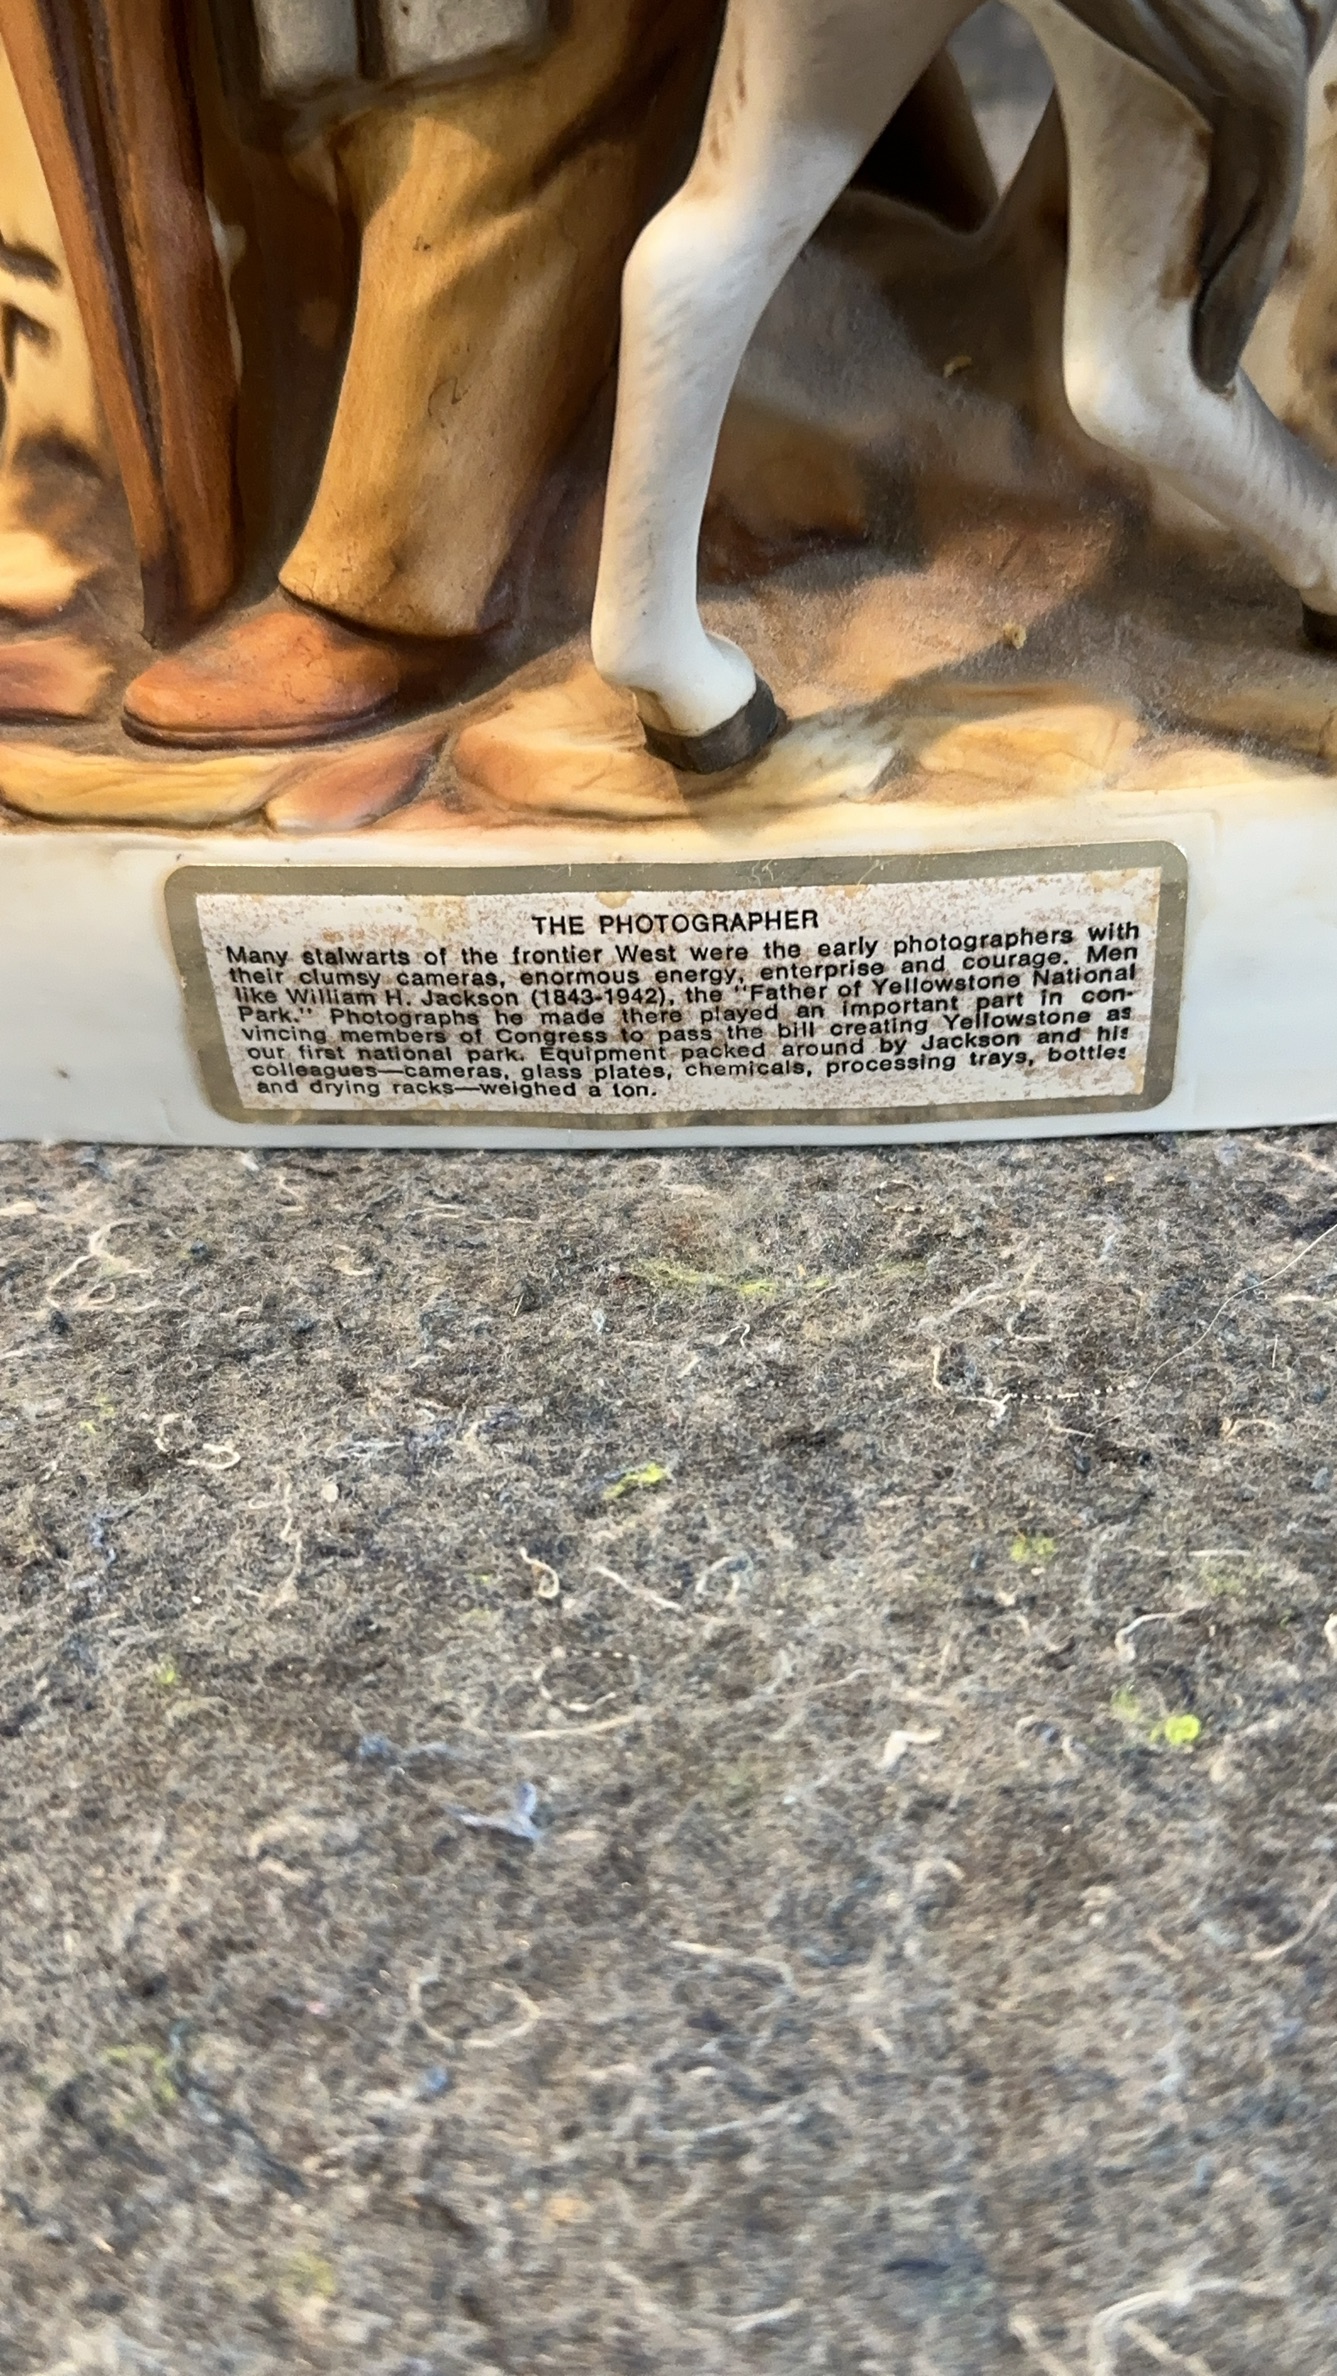 THE PHOTOGRAPHER
Many stalwarts of the frontier West were the early photographers with
their clumsy cameras, enormous energy, enterprise and courage. Men
like William H. Jackson (1843-1942), the "Father of Yellowstone National
Park." Photographs he made there played an important part in con-
vincing members of Congress to pass the bill creating Yellowstone as
our first national park. Equipment packed around by Jackson and his
colleagues—cameras, glass plates, chemicals, processing trays, bottles
and drying racks—weighed a ton.